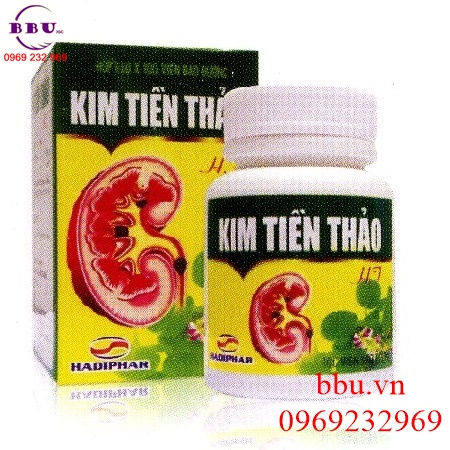 BBU
0969 232 969
HỘP 1 LỌ X 100 VIÊN BAO ĐƯỜNG
KIM TIỀN THẢO
HADIPHAR
KIM TIỀN THẢO
HT
HADIPHAR
bbu.vn
0969232969